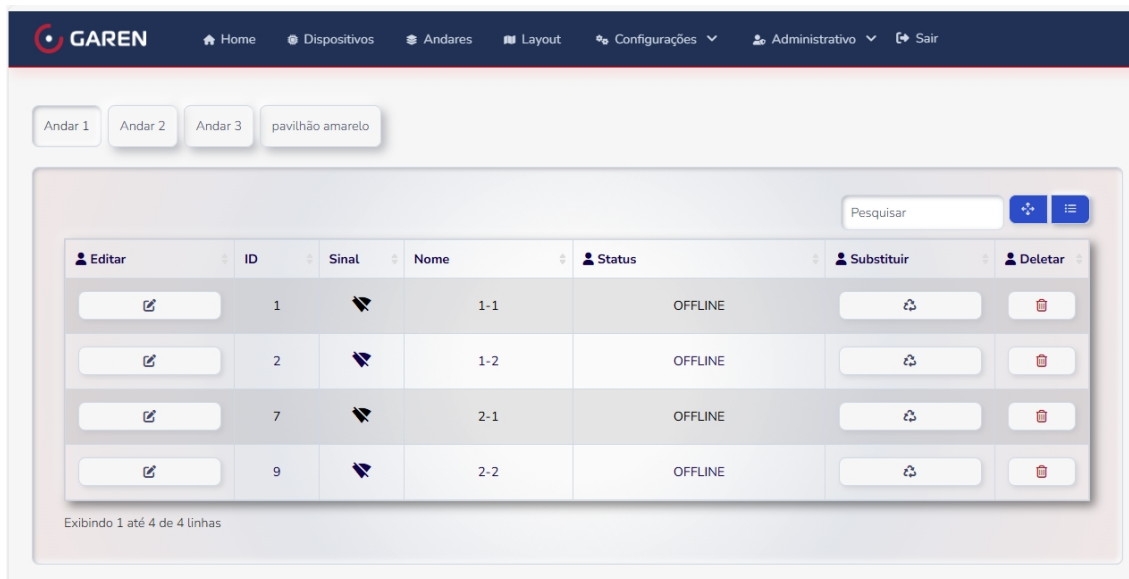 GAREN Home Dispositivos Andares Layout Configurações Administrativo Sair
Andar 1 Andar 2 Andar 3 pavilhão amarelo
Pesquisar
Editar ID Sinal Nome Status Substituir Deletar
1 1-1 OFFLINE
2 1-2 OFFLINE
7 2-1 OFFLINE
9 2-2 OFFLINE
Exibindo 1 até 4 de 4 linhas